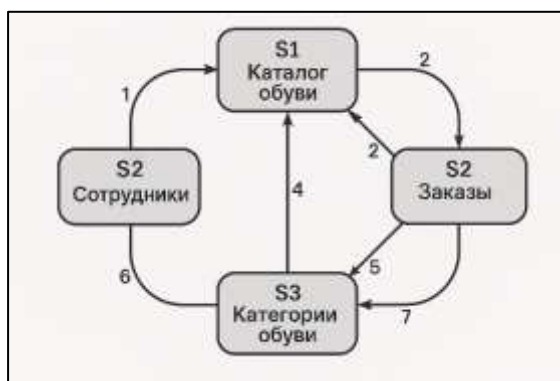 S1
Каталог
обуви
1
2
2
S2
Сотрудники
4
S2
Заказы
6
5
7
S3
Категории
обуви